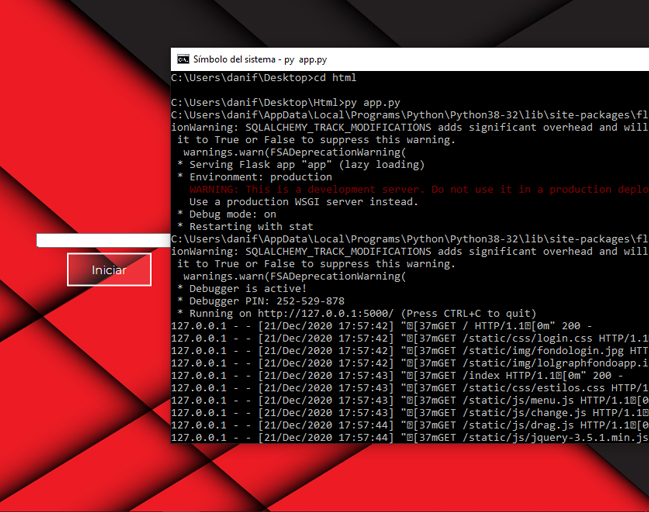 Símbolo del sistema - py  app.py
C:\Users\danif\Desktop>cd html
C:\Users\danif\Desktop\Html>py app.py
C:\Users\danif\AppData\Local\Programs\Python\Python38-32\lib\site-packages\fl
ionWarning: SQLALCHEMY_TRACK_MODIFICATIONS adds significant overhead and will
it to True or False to suppress this warning.
warnings.warn(FSADeprecationWarning(
* Serving Flask app "app" (lazy loading)
* Environment: production
WARNING: This is a development server. Do not use it in a production deplo
Use a production WSGI server instead.
* Debug mode: on
* Restarting with stat
C:\Users\danif\AppData\Local\Programs\Python\Python38-32\lib\site-packages\fl
ionWarning: SQLALCHEMY_TRACK_MODIFICATIONS adds significant overhead and will
it to True or False to suppress this warning.
warnings.warn(FSADeprecationWarning(
* Debugger is active!
* Debugger PIN: 252-529-878
* Running on http://127.0.0.1:5000/ (Press CTRL+C to quit)
127.0.0.1 - - [21/Dec/2020 17:57:42] "[37mGET / HTTP/1.1[0m" 200 -
127.0.0.1 - - [21/Dec/2020 17:57:42] "[37mGET /static/css/login.css HTTP/1.
127.0.0.1 - - [21/Dec/2020 17:57:42] "[37mGET /static/img/fondologin.jpg HTT
127.0.0.1 - - [21/Dec/2020 17:57:42] "[37mGET /static/img/lolgraphfondoapp.i
127.0.0.1 - - [21/Dec/2020 17:57:43] "[37mGET /index HTTP/1.1[0m" 200 -
127.0.0.1 - - [21/Dec/2020 17:57:43] "[37mGET /static/css/estilos.css HTTP/1
127.0.0.1 - - [21/Dec/2020 17:57:43] "[37mGET /static/js/menu.js HTTP/1.1[0
127.0.0.1 - - [21/Dec/2020 17:57:43] "[37mGET /static/js/change.js HTTP/1.1
127.0.0.1 - - [21/Dec/2020 17:57:44] "[37mGET /static/js/drag.js HTTP/1.1[0
127.0.0.1 - - [21/Dec/2020 17:57:44] "[37mGET /static/js/jquery-3.5.1.min.js
Iniciar